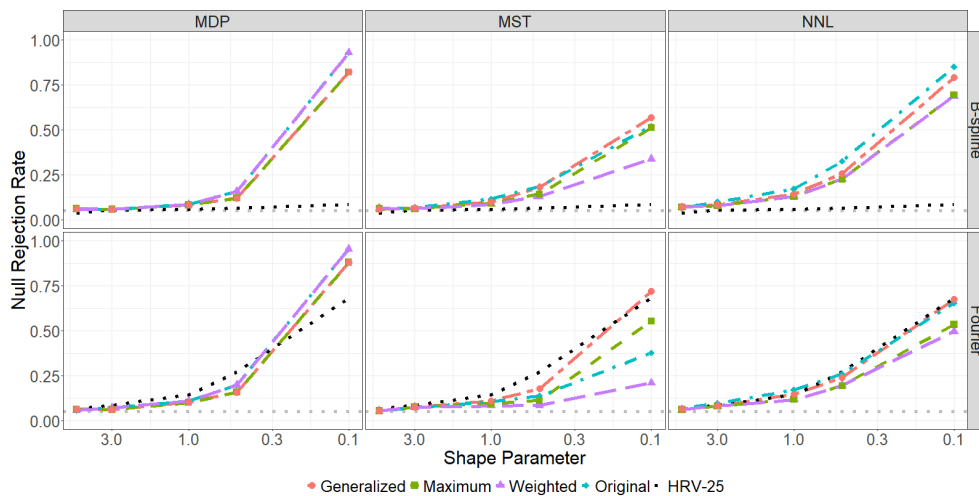 MDP MST NNL
1.00
0.75
0.50
0.25
0.00
B-spline
1.00
0.75
0.50
0.25
0.00
Fourier
Null Rejection Rate
3.0 1.0 0.3 0.1 3.0 1.0 0.3 0.1 3.0 1.0 0.3 0.1
Shape Parameter
Generalized Maximum Weighted Original HRV-25